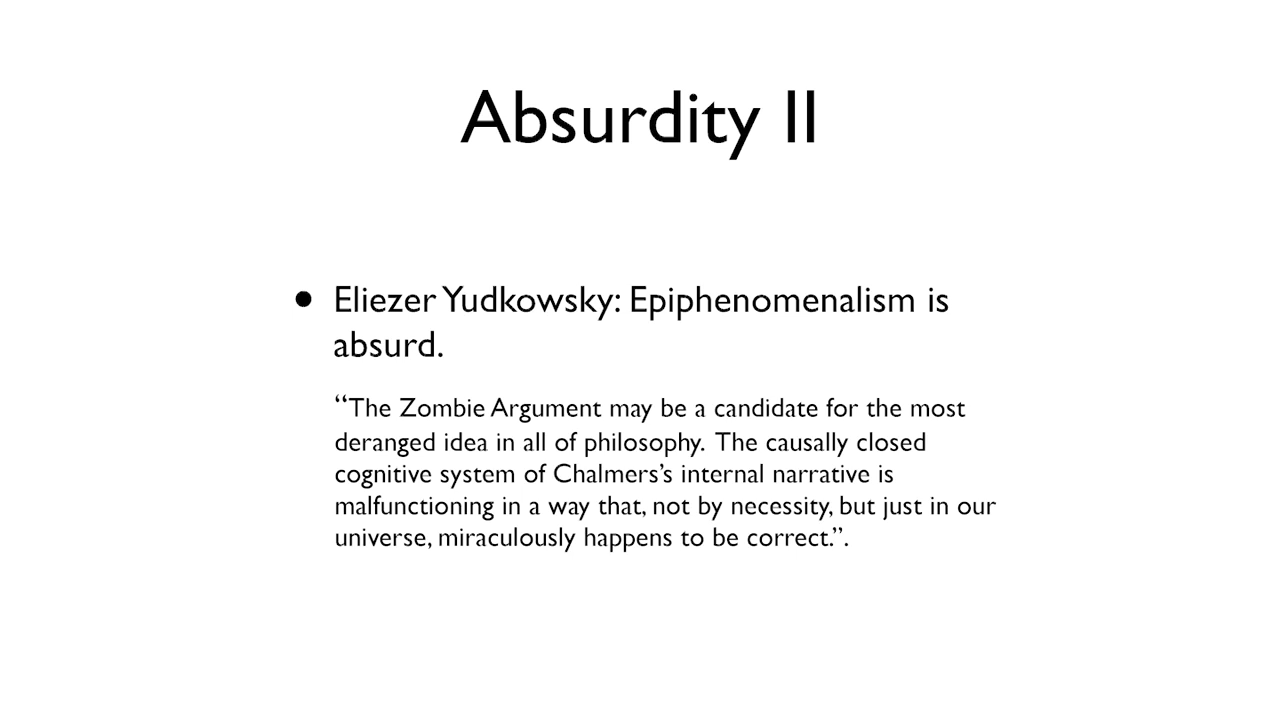 Absurdity II
• Eliezer Yudkowsky: Epiphenomenalism is
absurd.
“The Zombie Argument may be a candidate for the most
deranged idea in all of philosophy. The causally closed
cognitive system of Chalmers’s internal narrative is
malfunctioning in a way that, not by necessity, but just in our
universe, miraculously happens to be correct.”.